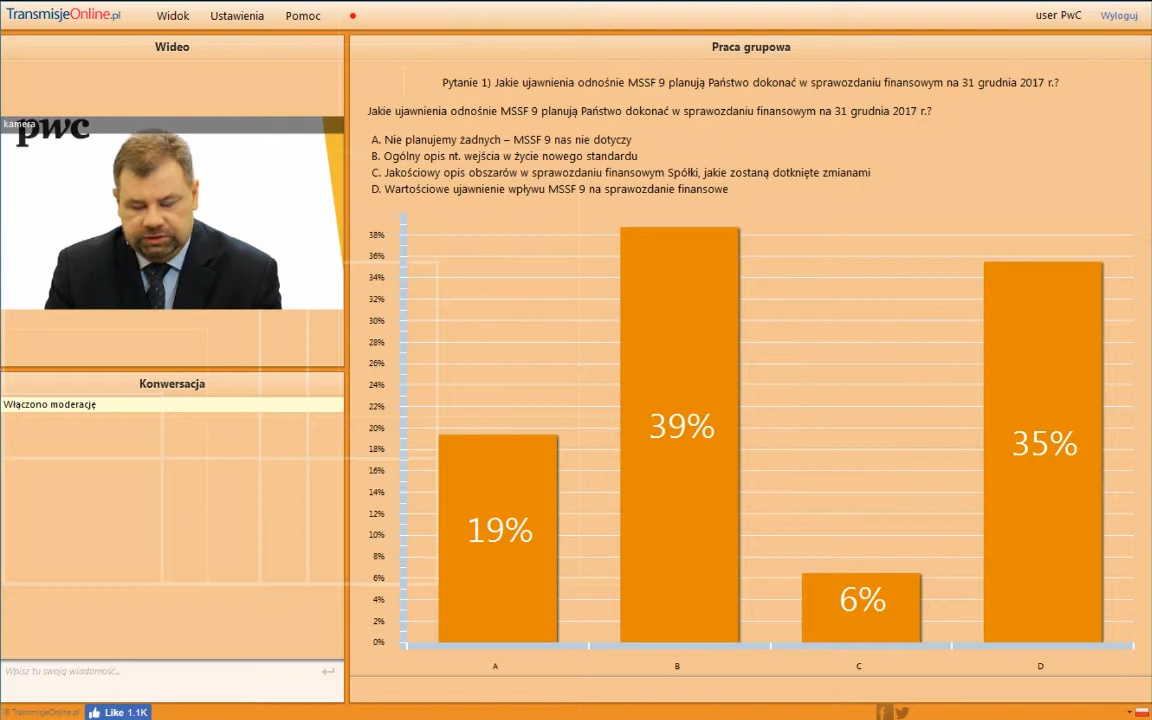 TransmisjeOnline.pl
Widok
Ustawienia
Pomoc
user PwC
Wyloguj
Wideo
kamera
pwc
Konwersacja
Włączono moderację
Wpisz tu swoją wiadomość...
Praca grupowa
Pytanie 1) Jakie ujawnienia odnośnie MSSF 9 planują Państwo dokonać w sprawozdaniu finansowym na 31 grudnia 2017 r.?
Jakie ujawnienia odnośnie MSSF 9 planują Państwo dokonać w sprawozdaniu finansowym na 31 grudnia 2017 r.?
A. Nie planujemy żadnych – MSSF 9 nas nie dotyczy
B. Ogólny opis nt. wejścia w życie nowego standardu
C. Jakościowy opis obszarów w sprawozdaniu finansowym Spółki, jakie zostaną dotknięte zmianami
D. Wartościowe ujawnienie wpływu MSSF 9 na sprawozdanie finansowe
38%
36%
34%
32%
30%
28%
26%
24%
22%
20%
18%
16%
14%
12%
10%
8%
6%
4%
2%
0%
19%
39%
6%
35%
A
B
C
D
© TransmisjeOnline.pl
Like 1.1K